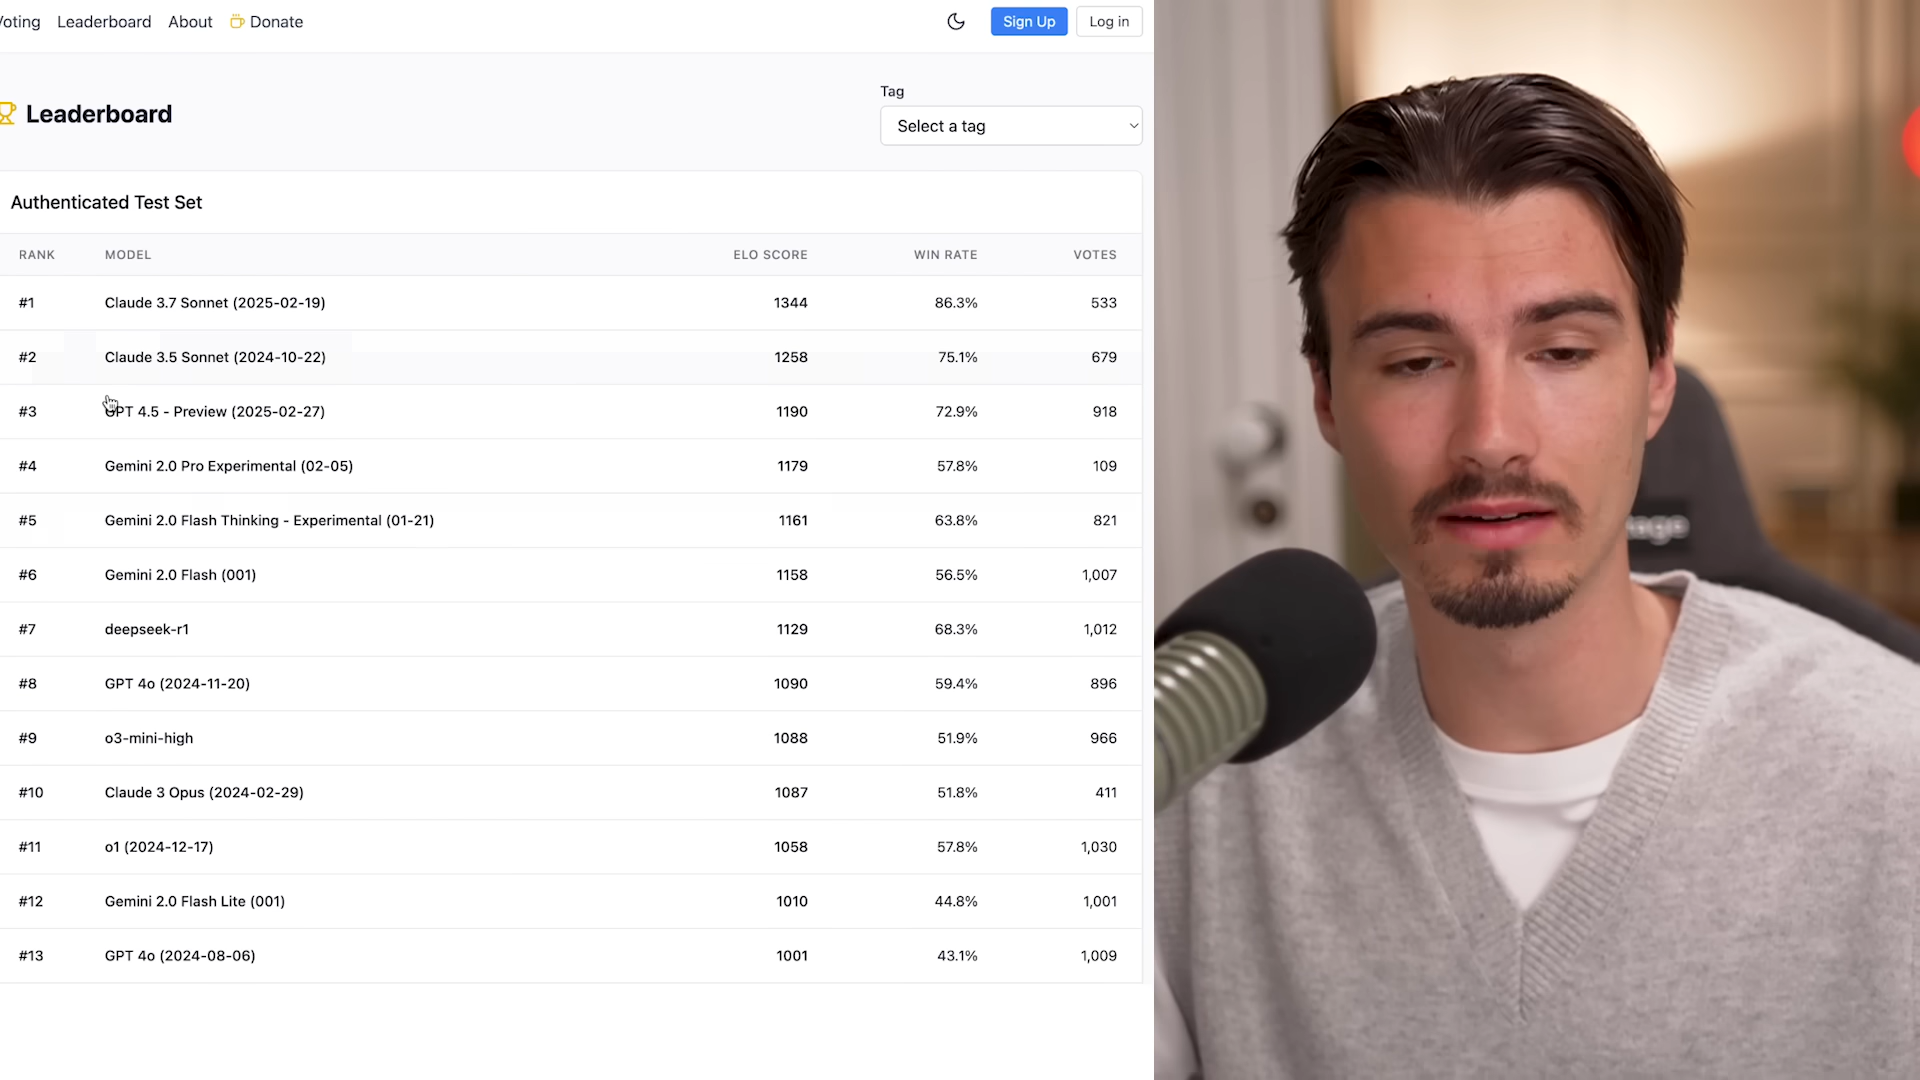 Voting Leaderboard About Donate Sign Up Log in
Leaderboard
Tag
Select a tag
Authenticated Test Set
RANK MODEL ELO SCORE WIN RATE VOTES
#1 Claude 3.7 Sonnet (2025-02-19) 1344 86.3% 533
#2 Claude 3.5 Sonnet (2024-10-22) 1258 75.1% 679
#3 GPT 4.5 - Preview (2025-02-27) 1190 72.9% 918
#4 Gemini 2.0 Pro Experimental (02-05) 1179 57.8% 109
#5 Gemini 2.0 Flash Thinking - Experimental (01-21) 1161 63.8% 821
#6 Gemini 2.0 Flash (001) 1158 56.5% 1,007
#7 deepseek-r1 1129 68.3% 1,012
#8 GPT 4o (2024-11-20) 1090 59.4% 896
#9 o3-mini-high 1088 51.9% 966
#10 Claude 3 Opus (2024-02-29) 1087 51.8% 411
#11 o1 (2024-12-17) 1058 57.8% 1,030
#12 Gemini 2.0 Flash Lite (001) 1010 44.8% 1,001
#13 GPT 4o (2024-08-06) 1001 43.1% 1,009